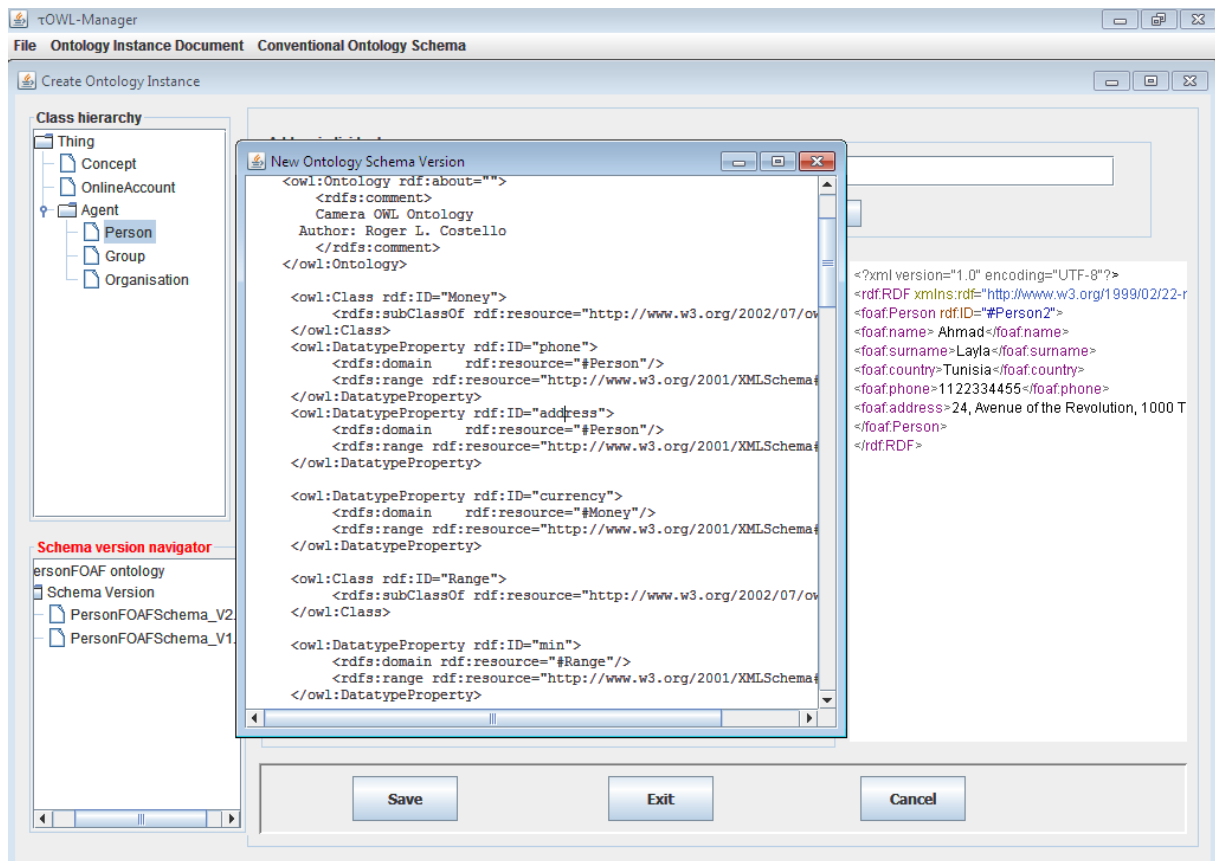 τOWL-Manager
File Ontology Instance Document Conventional Ontology Schema
Create Ontology Instance
Class hierarchy
Thing
Concept
OnlineAccount
Agent
Person
Group
Organisation
Schema version navigator
ersonFOAF ontology
Schema Version
PersonFOAFSchema_V2.
PersonFOAFSchema_V1.
New Ontology Schema Version
<owl:Ontology rdf:about="">
<rdfs:comment>
Camera OWL Ontology
Author: Roger L. Costello
</rdfs:comment>
</owl:Ontology>
<owl:Class rdf:ID="Money">
<rdfs:subClassOf rdf:resource="http://www.w3.org/2002/07/ow
</owl:Class>
<owl:DatatypeProperty rdf:ID="phone">
<rdfs:domain rdf:resource="#Person"/>
<rdfs:range rdf:resource="http://www.w3.org/2001/XMLSchema#
</owl:DatatypeProperty>
<owl:DatatypeProperty rdf:ID="address">
<rdfs:domain rdf:resource="#Person"/>
<rdfs:range rdf:resource="http://www.w3.org/2001/XMLSchema#
</owl:DatatypeProperty>
<owl:DatatypeProperty rdf:ID="currency">
<rdfs:domain rdf:resource="#Money"/>
<rdfs:range rdf:resource="http://www.w3.org/2001/XMLSchema#
</owl:DatatypeProperty>
<owl:Class rdf:ID="Range">
<rdfs:subClassOf rdf:resource="http://www.w3.org/2002/07/ow
</owl:Class>
<owl:DatatypeProperty rdf:ID="min">
<rdfs:domain rdf:resource="#Range"/>
<rdfs:range rdf:resource="http://www.w3.org/2001/XMLSchema#
</owl:DatatypeProperty>
<?xml version="1.0" encoding="UTF-8"?>
<rdf:RDF xmlns:rdf="http://www.w3.org/1999/02/22-r
<foaf:Person rdf:ID="#Person2">
<foaf:name> Ahmad</foaf:name>
<foaf:surname>Layla</foaf:surname>
<foaf:country>Tunisia</foaf:country>
<foaf:phone>1122334455</foaf:phone>
<foaf:address>24, Avenue of the Revolution, 1000 T
</foaf:Person>
</rdf:RDF>
Save Exit Cancel